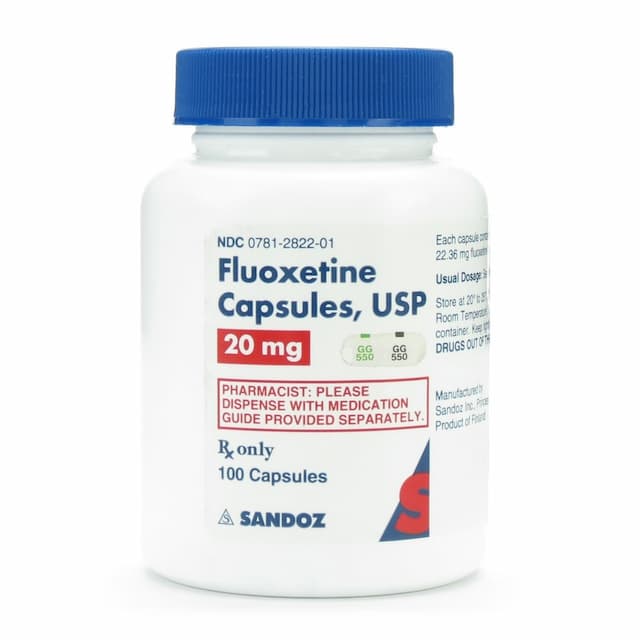 NDC 0781-2822-01
Fluoxetine
Capsules, USP
20 mg
GG GG
550 550
PHARMACIST: PLEASE
DISPENSE WITH MEDICATION
GUIDE PROVIDED SEPARATELY.
Rx only
100 Capsules
S SANDOZ
S
Each capsule
22.36 mg
Usual Dosage:
Store at 20° to
Room Temperature
container. Keep
DRUGS OUT OF
Manufactured by
Sandoz Inc.,
Product of Finland